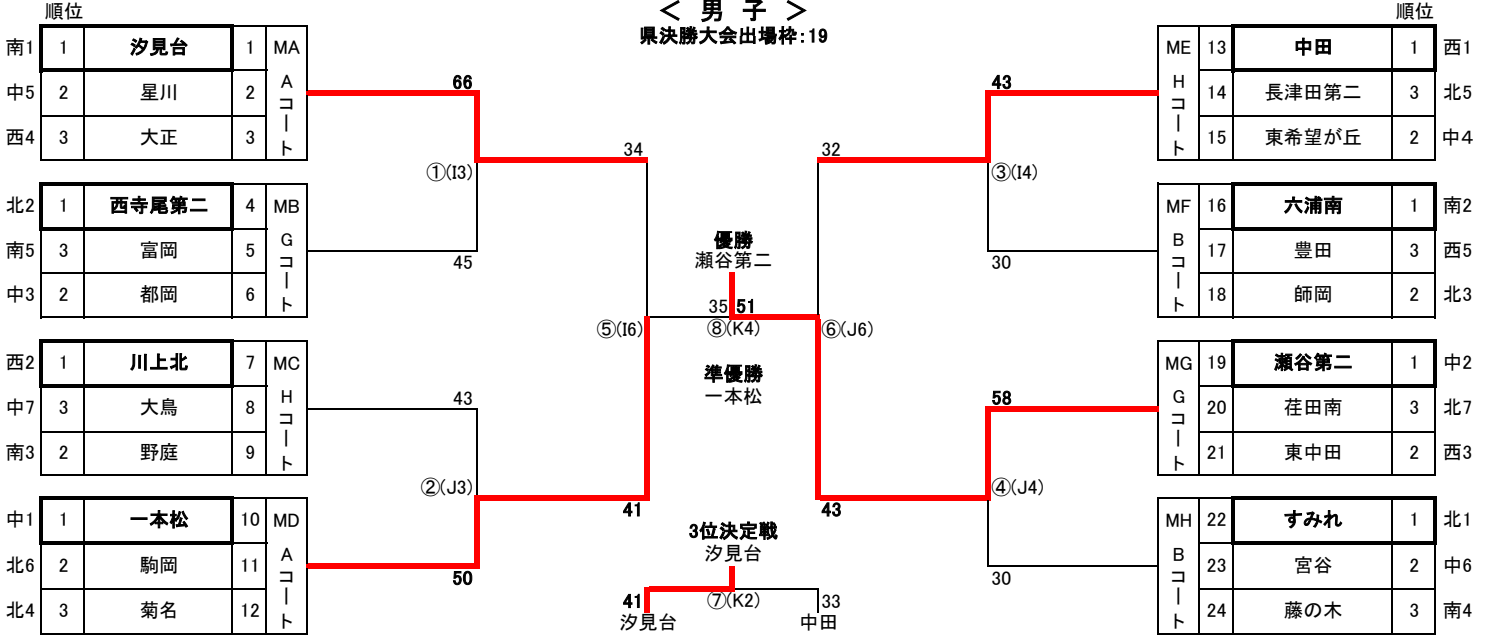 ＜ 男 子 ＞
県決勝大会出場枠：19
順位
南1 1 汐見台 1 MA
中5 2 星川 2
西4 3 大正 3
Aコート
北2 1 西寺尾第二 4 MB
南5 3 富岡 5
中3 2 都岡 6
Gコート
西2 1 川上北 7 MC
中7 3 大鳥 8
南3 2 野庭 9
Hコート
中1 1 一本松 10 MD
北6 2 駒岡 11
北4 3 菊名 12
Aコート
66
①(I3)
45
43
②(J3)
50
34
⑤(I6)
41
優勝
瀬谷第二
35 51
⑧(K4)
準優勝
一本松
3位決定戦
汐見台
41 ⑦(K2) 33
汐見台 中田
32
⑥(J6)
43
43
③(I4)
30
58
④(J4)
30
順位
ME 13 中田 1 西1
14 長津田第二 3 北5
15 東希望が丘 2 中4
Hコート
MF 16 六浦南 1 南2
17 豊田 3 西5
18 師岡 2 北3
Bコート
MG 19 瀬谷第二 1 中2
20 荏田南 3 北7
21 東中田 2 西3
Gコート
MH 22 すみれ 1 北1
23 宮谷 2 中6
24 藤の木 3 南4
Bコート